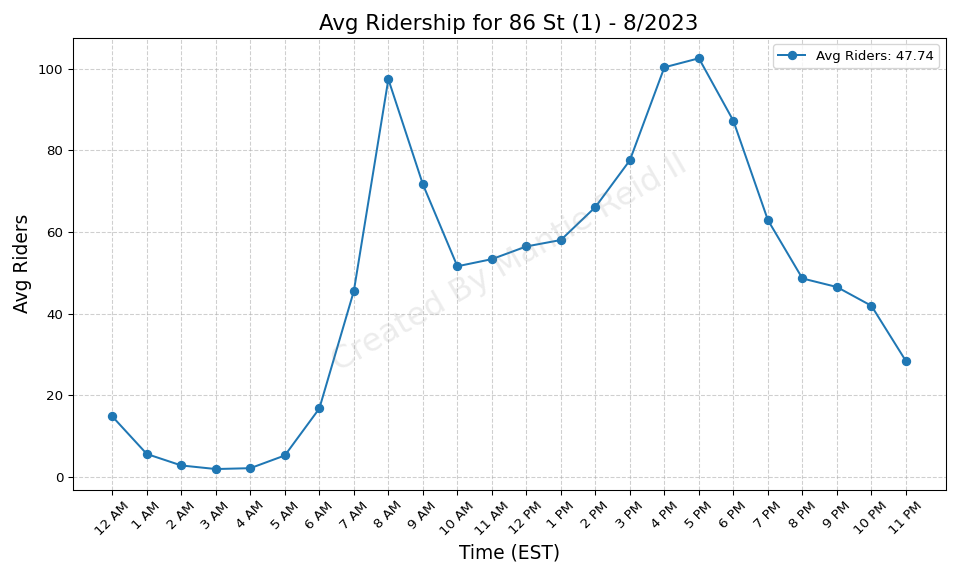 Avg Ridership for 86 St (1) - 8/2023
Avg Riders: 47.74
Avg Riders
100
80
60
40
20
0
Created By Mantie Reid II
12 AM
1 AM
2 AM
3 AM
4 AM
5 AM
6 AM
7 AM
8 AM
9 AM
10 AM
11 AM
12 PM
1 PM
2 PM
3 PM
4 PM
5 PM
6 PM
7 PM
8 PM
9 PM
10 PM
11 PM
Time (EST)